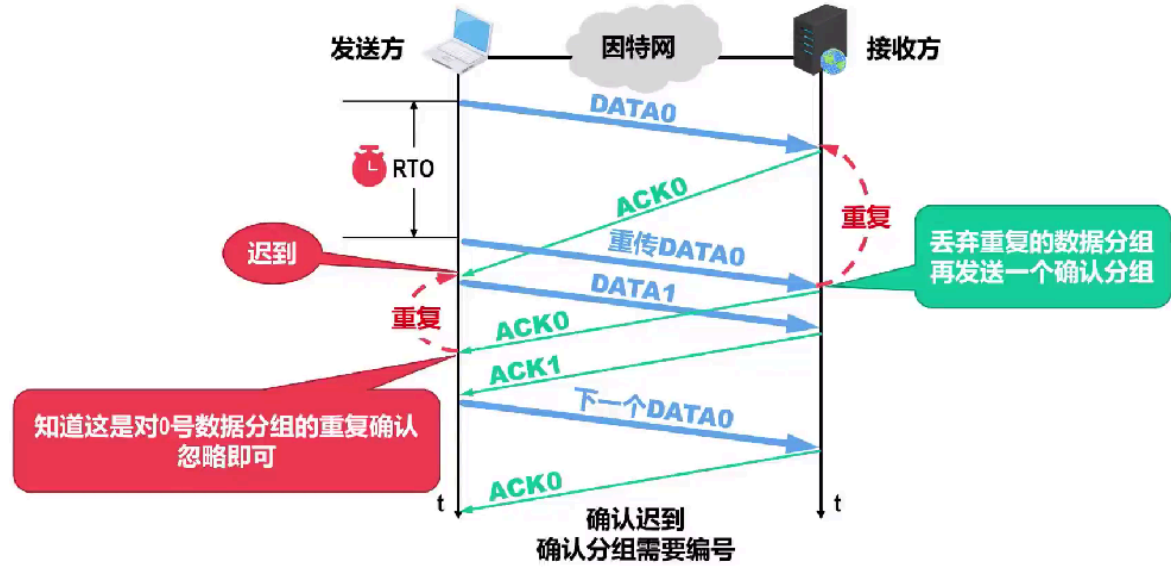 发送方
因特网
接收方
DATA0
RTO
ACK0
重复
迟到
重传DATA0
丢弃重复的数据分组
再发送一个确认分组
DATA1
重复
ACK0
ACK1
下一个DATA0
知道这是对0号数据分组的重复确认
忽略即可
ACK0
t
t
确认迟到
确认分组需要编号